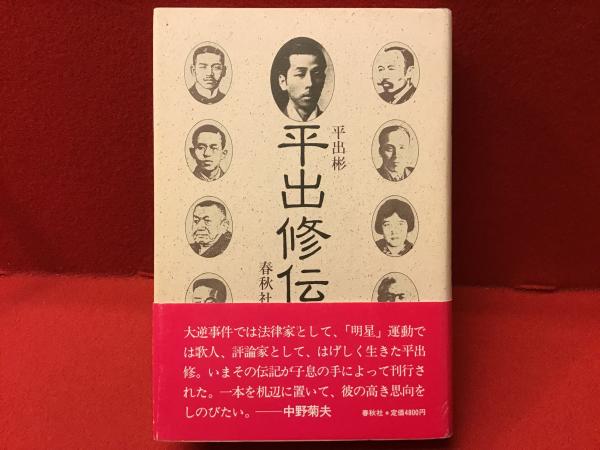 平出彬
平出修伝
春秋社
大逆事件では法律家として、「明星」運動で
は歌人、評論家として、はげしく生きた平出
修。いまその伝記が子息の手によって刊行さ
れた。一本を机辺に置いて、彼の高き思向を
しのびたい。――中野菊夫
春秋社●定価4800円